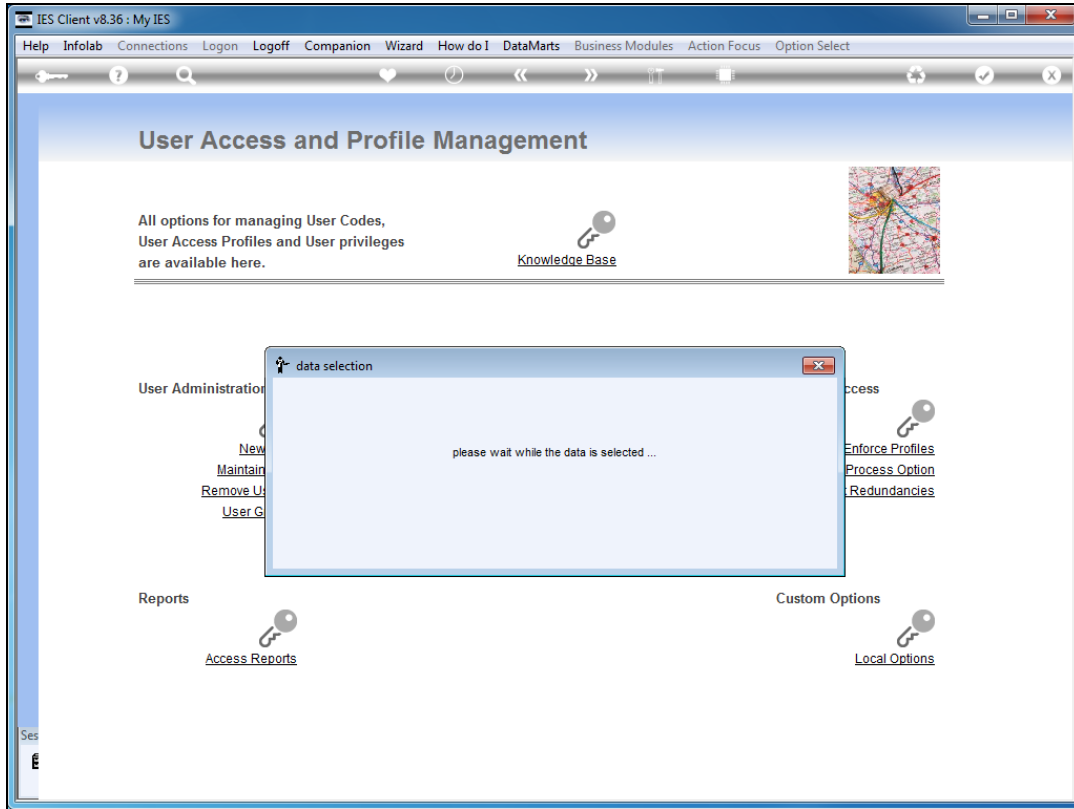 IES Client v8.36 : My IES
Help Infolab Connections Logon Logoff Companion Wizard How do I DataMarts Business Modules Action Focus Option Select
User Access and Profile Management
All options for managing User Codes,
User Access Profiles and User privileges
are available here.
Knowledge Base
data selection
please wait while the data is selected ...
User Administration
New
Maintain
Remove
User
Enforce Profiles
Process Option
Redundancies
Reports
Access Reports
Custom Options
Local Options